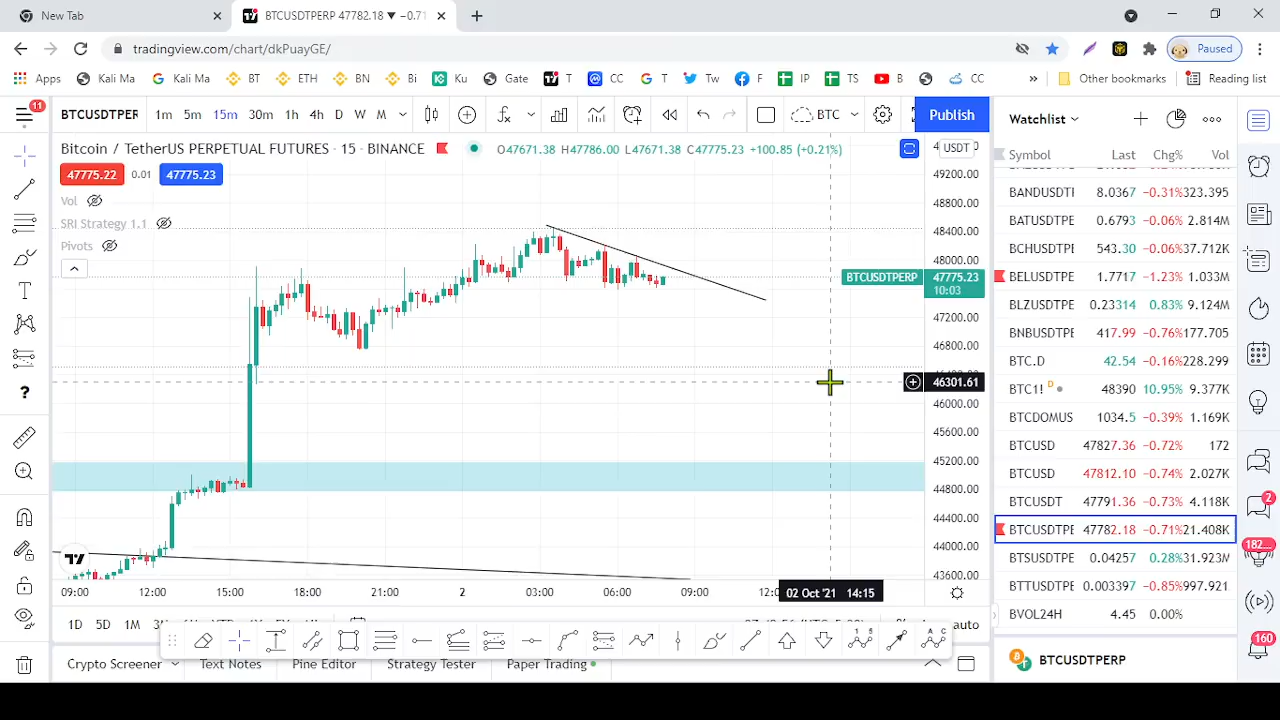 New Tab
BTCUSDTPERP 47782.18 ▼ −0.71
tradingview.com/chart/dkPuayGE/
Paused
Apps Kali Ma Kali Ma BT ETH BN Bi Ku Gate T CC T Tw F IP TS B CC » Other bookmarks Reading list
11 BTCUSDTPERP 1m 5m 15m 30m 1h 4h D W M BTC Publish
Bitcoin / TetherUS PERPETUAL FUTURES · 15 · BINANCE O47671.38 H47786.00 L47671.38 C47775.23 +100.85 (+0.21%)
USDT
47775.22 0.01 47775.23
Vol
SRI Strategy 1.1
Pivots
49200.00
48800.00
48400.00
48000.00
BTCUSDTPERP 47775.23
10:03
47200.00
46800.00
46301.61
46000.00
45600.00
45200.00
44800.00
44400.00
44000.00
43600.00
09:00 12:00 15:00 18:00 21:00 2 03:00 06:00 09:00 02 Oct '21 14:15
1D 5D 1M auto
Crypto Screener Text Notes Pine Editor Strategy Tester Paper Trading
Watchlist
Symbol Last Chg% Vol
BANDUSDTI 8.0367 −0.31% 323.395
BATUSDTPE 0.6793 −0.06% 2.814M
BCHUSDTPE 543.30 −0.06% 37.712K
BELUSDTPE 1.7717 −1.23% 1.033M
BLZUSDTPE 0.23314 0.83% 9.124M
BNBUSDTPE 417.99 −0.76% 177.705
BTC.D 42.54 −0.16% 228.299
BTC1! D 48390 10.95% 9.377K
BTCDOMUS 1034.5 −0.39% 1.169K
BTCUSD 47827.36 −0.72% 172
BTCUSD 47812.10 −0.74% 2.027K
BTCUSDT 47791.36 −0.73% 4.118K
BTCUSDTPE 47782.18 −0.71% 21.408K
BTSUSDTPE 0.04257 0.28% 31.923M
BTTUSDTPE 0.003397 −0.85% 997.921
BVOL24H 4.45 0.00%
BTCUSDTPERP
2
182...
160